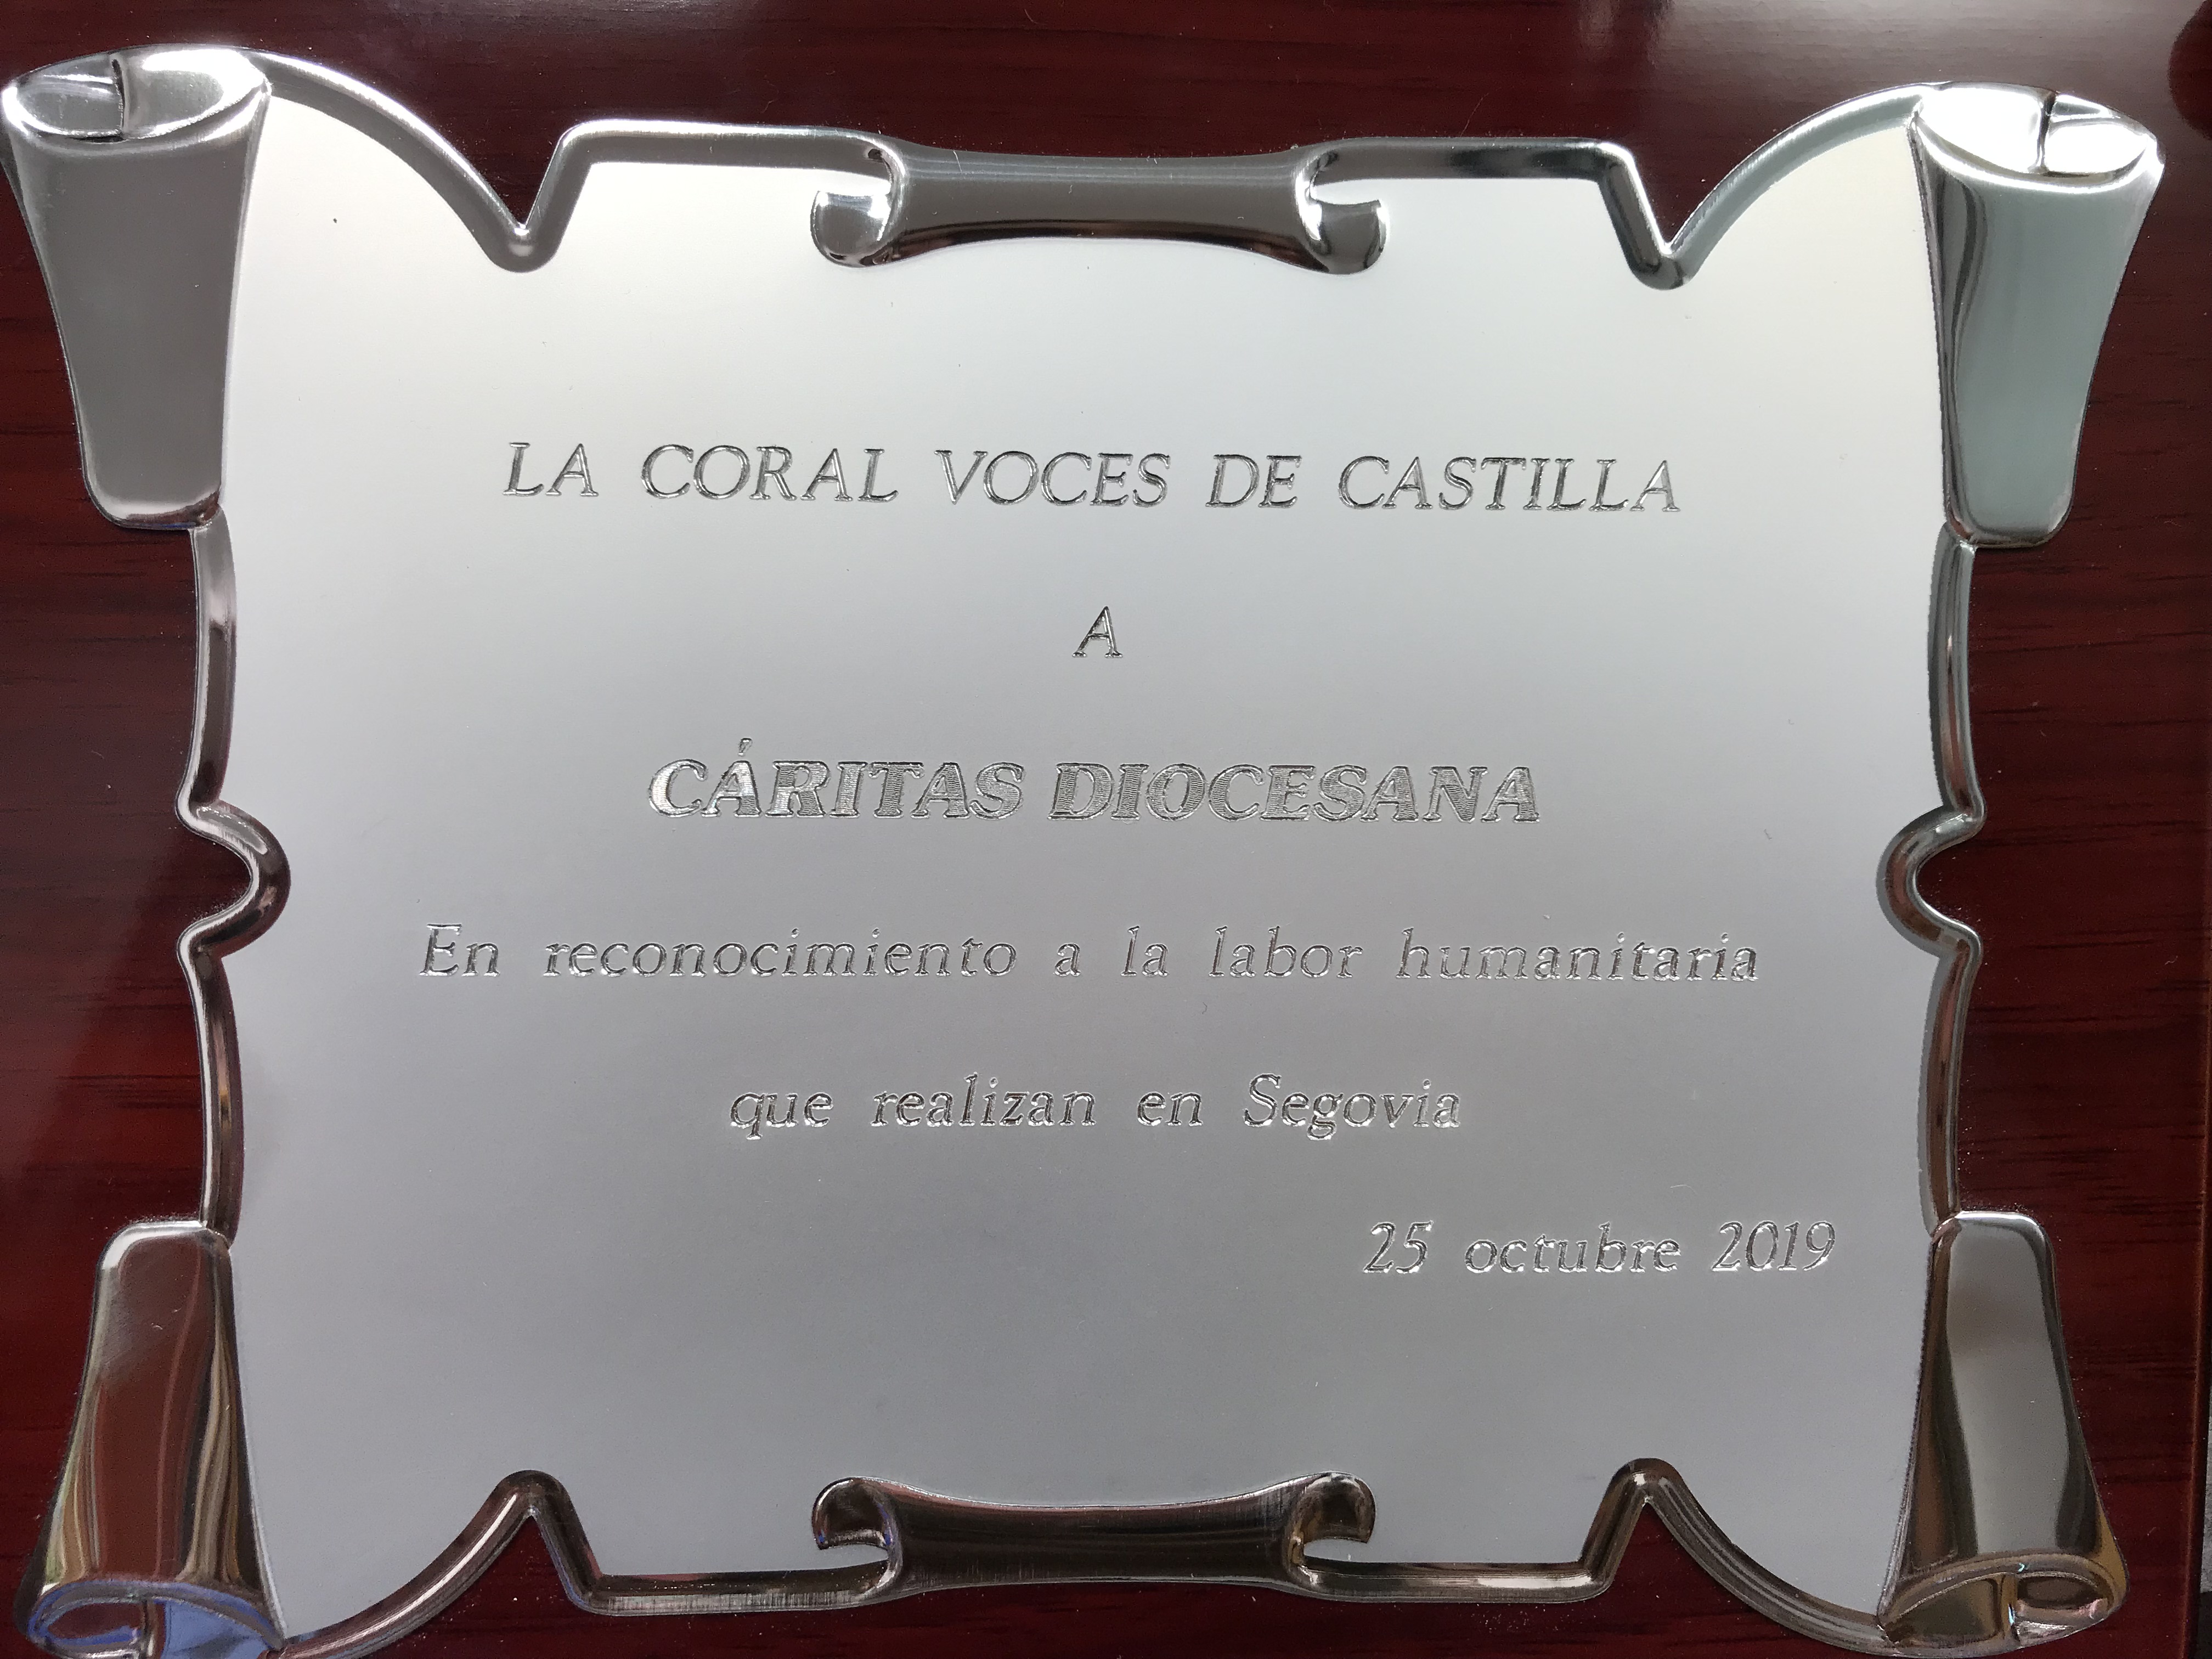 LA CORAL VOCES DE CASTILLA
A
CÁRITAS DIOCESANA
En reconocimiento a la labor humanitaria
que realizan en Segovia
25 octubre 2019